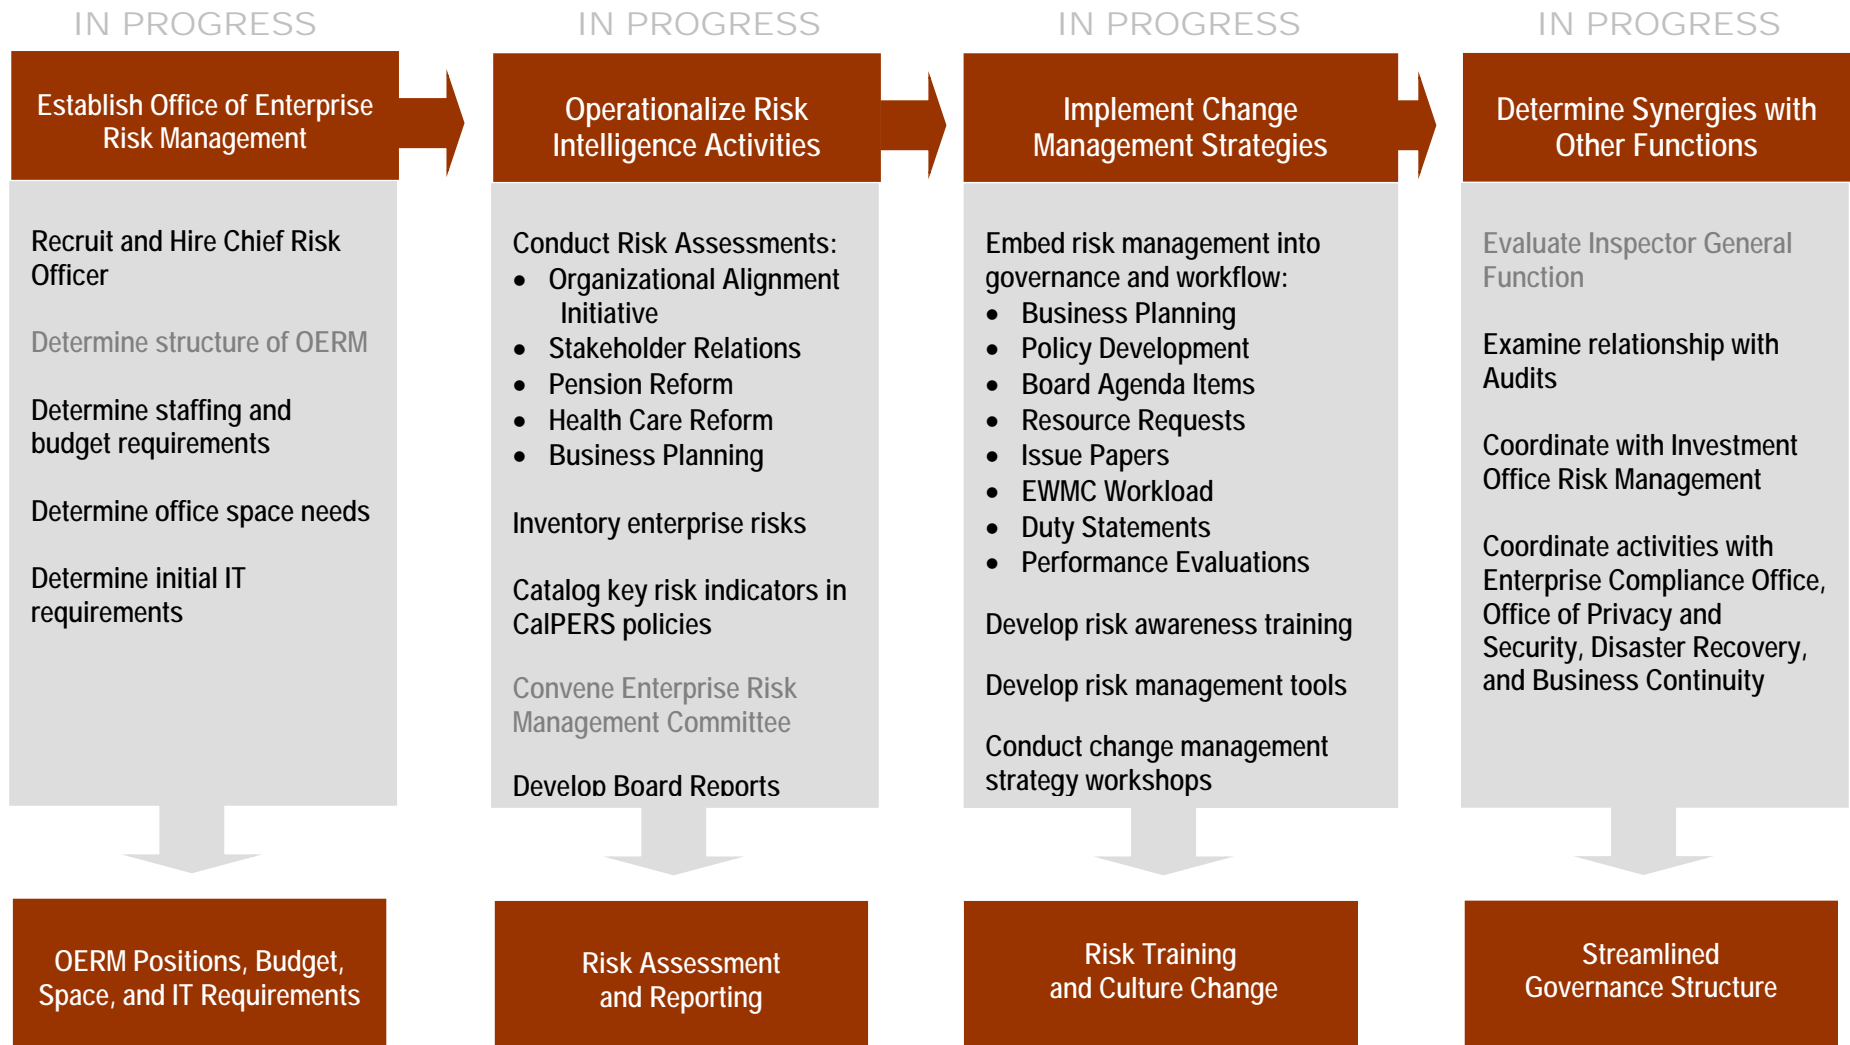 IN PROGRESS
Establish Office of Enterprise
Risk Management
Recruit and Hire Chief Risk
Officer
Determine structure of OERM
Determine staffing and
budget requirements
Determine office space needs
Determine initial IT
requirements
OERM Positions, Budget,
Space, and IT Requirements
IN PROGRESS
Operationalize Risk
Intelligence Activities
Conduct Risk Assessments:
• Organizational Alignment
Initiative
• Stakeholder Relations
• Pension Reform
• Health Care Reform
• Business Planning
Inventory enterprise risks
Catalog key risk indicators in
CalPERS policies
Convene Enterprise Risk
Management Committee
Develop Board Reports
Risk Assessment
and Reporting
IN PROGRESS
Implement Change
Management Strategies
Embed risk management into
governance and workflow:
• Business Planning
• Policy Development
• Board Agenda Items
• Resource Requests
• Issue Papers
• EWMC Workload
• Duty Statements
• Performance Evaluations
Develop risk awareness training
Develop risk management tools
Conduct change management
strategy workshops
Risk Training
and Culture Change
IN PROGRESS
Determine Synergies with
Other Functions
Evaluate Inspector General
Function
Examine relationship with
Audits
Coordinate with Investment
Office Risk Management
Coordinate activities with
Enterprise Compliance Office,
Office of Privacy and
Security, Disaster Recovery,
and Business Continuity
Streamlined
Governance Structure